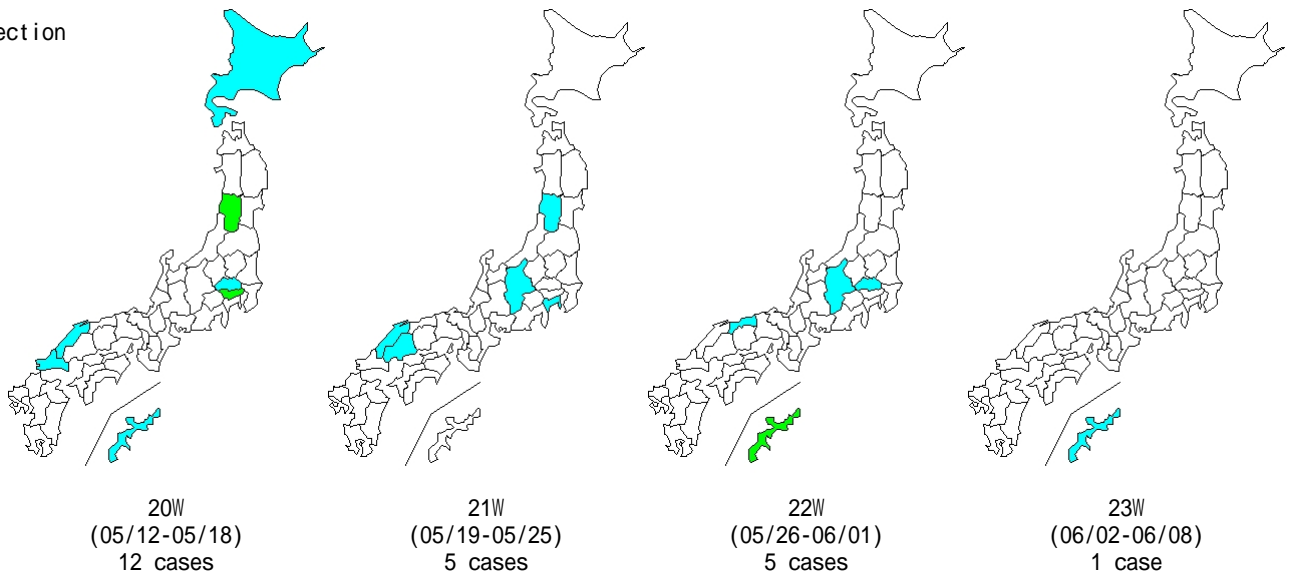 ection
20W
(05/12-05/18)
12 cases
21W
(05/19-05/25)
5 cases
22W
(05/26-06/01)
5 cases
23W
(06/02-06/08)
1 case